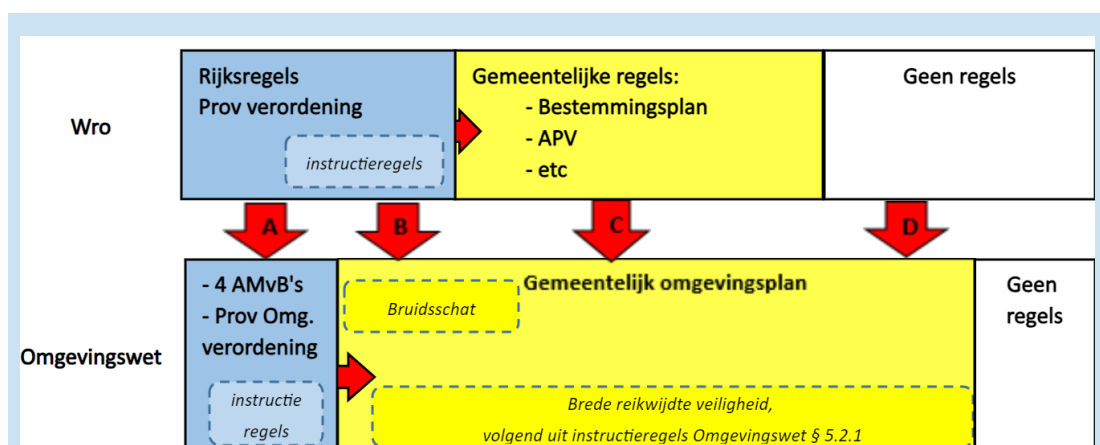 Wro
Rijksregels
Prov verordening
instructieregels
Gemeentelijke regels:
- Bestemmingsplan
- APV
- etc
Geen regels
A
B
C
D
Omgevingswet
- 4 AMvB's
- Prov Omg.
verordening
instructie
regels
Gemeentelijk omgevingsplan
Bruidsschat
Brede reikwijdte veiligheid,
volgend uit instructieregels Omgevingswet § 5.2.1
Geen
regels